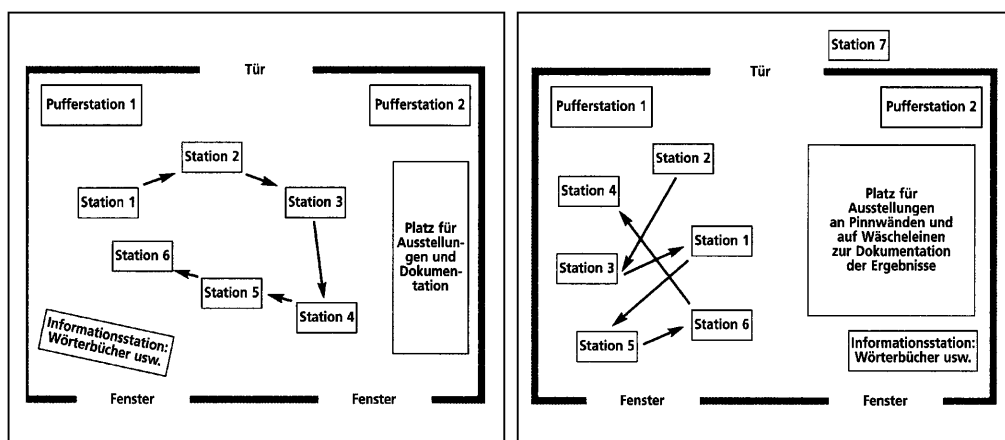 Tür
Pufferstation 1
Pufferstation 2
Station 2
Station 1
Station 3
Platz für
Ausstellun-
gen und
Dokumen-
tation
Station 6
Station 5
Station 4
Informationsstation:
Wörterbücher usw.
Fenster
Fenster
Station 7
Tür
Pufferstation 1
Pufferstation 2
Station 2
Station 4
Platz für
Ausstellungen
an Pinnwänden und
auf Wäscheleinen
zur Dokumentation
der Ergebnisse
Station 1
Station 3
Station 6
Station 5
Informationsstation:
Wörterbücher usw.
Fenster
Fenster